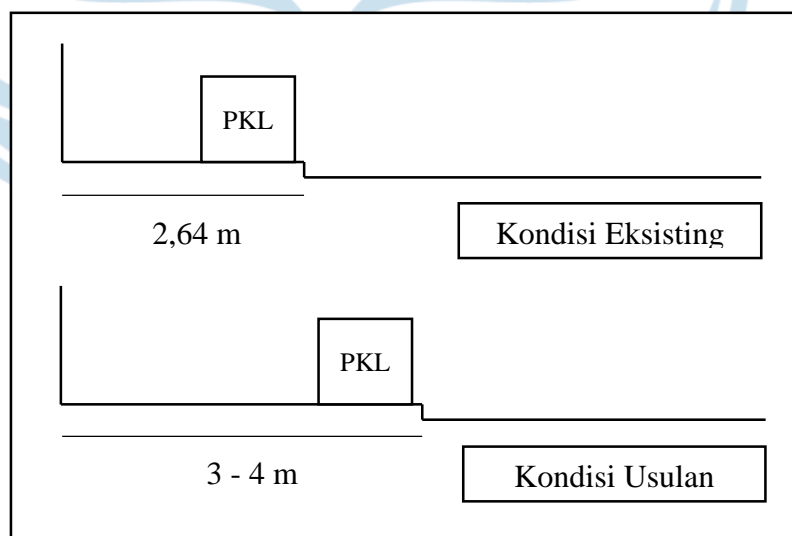 PKL
2,64 m
Kondisi Eksisting
PKL
3 - 4 m
Kondisi Usulan